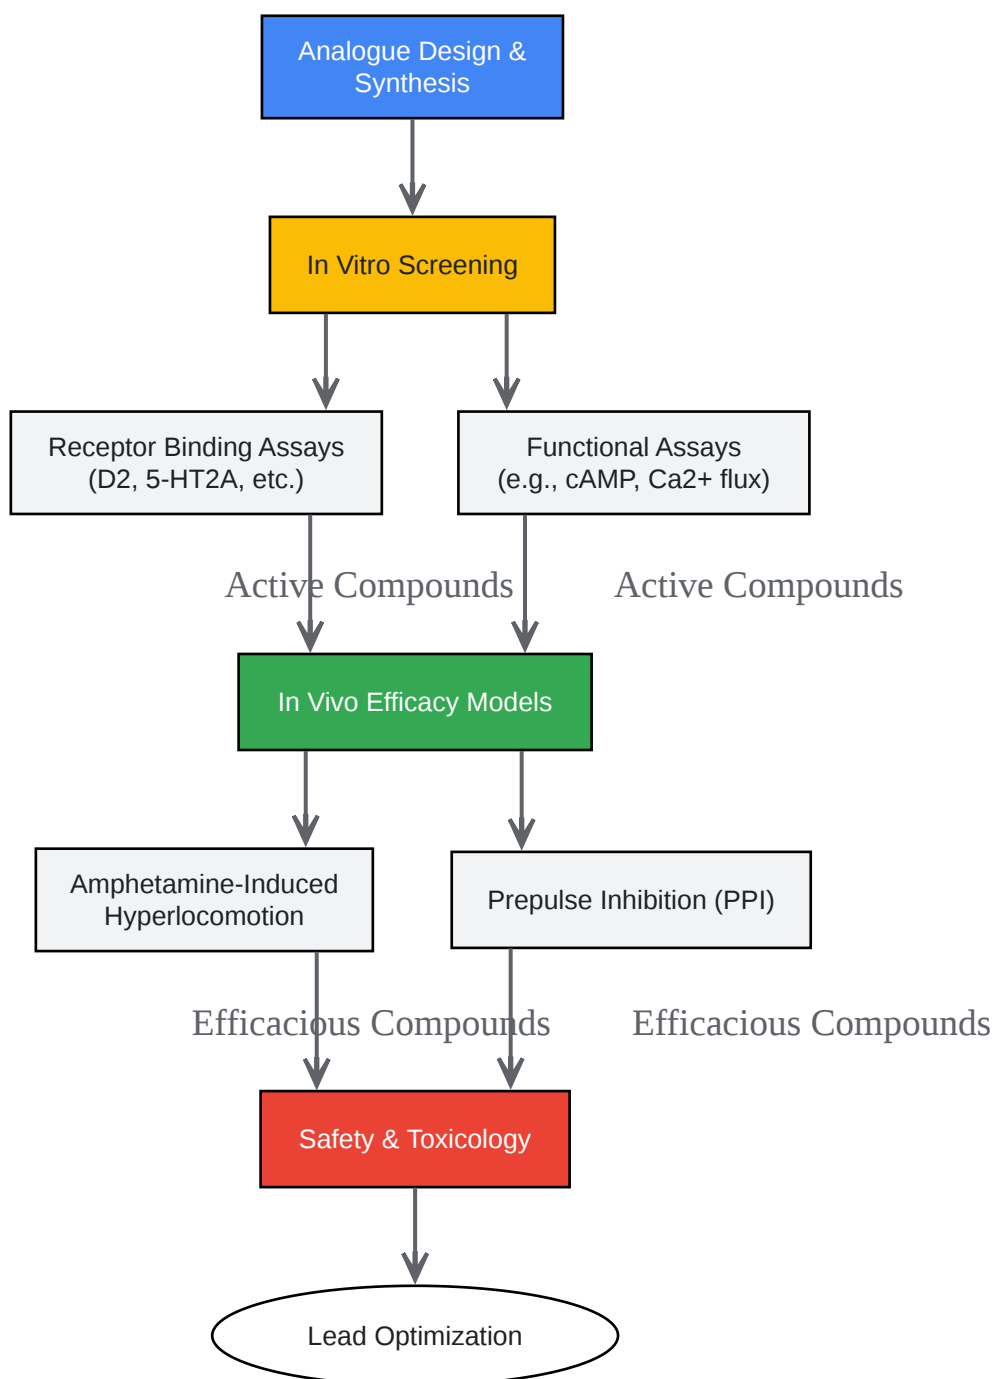 Analogue Design &
Synthesis
In Vitro Screening
Receptor Binding Assays
(D2, 5-HT2A, etc.)
Functional Assays
(e.g., cAMP, Ca2+ flux)
Active Compounds
Active Compounds
In Vivo Efficacy Models
Amphetamine-Induced
Hyperlocomotion
Prepulse Inhibition (PPI)
Efficacious Compounds
Efficacious Compounds
Safety & Toxicology
Lead Optimization